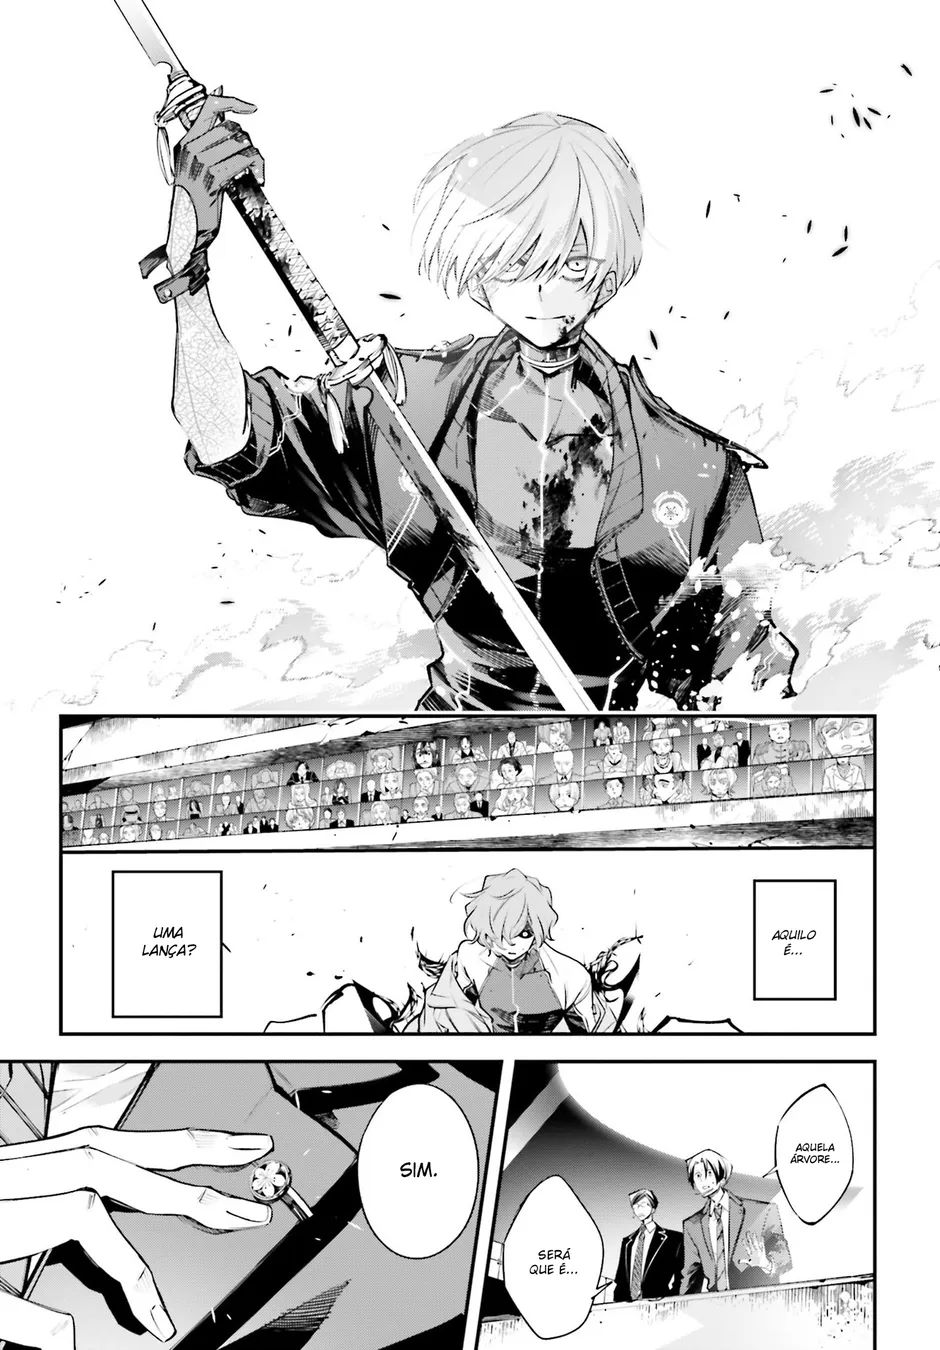 AQUILO
É...
UMA
LANÇA?
AQUELA
ÁRVORE...
SERÁ
QUE É...
SIM.